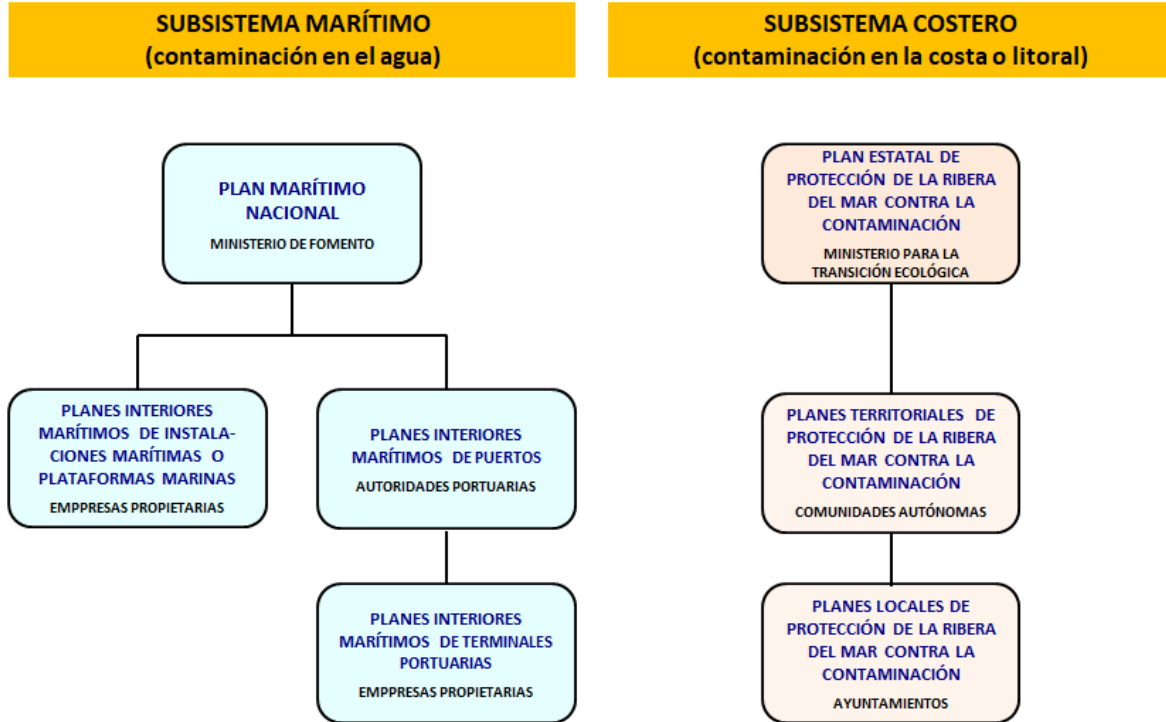 SUBSISTEMA MARÍTIMO
(contaminación en el agua)
SUBSISTEMA COSTERO
(contaminación en la costa o litoral)
PLAN MARÍTIMO
NACIONAL
MINISTERIO DE FOMENTO
PLANES INTERIORES
MARÍTIMOS DE INSTALA-
CIONES MARÍTIMAS O
PLATAFORMAS MARINAS
EMPPRESAS PROPIETARIAS
PLANES INTERIORES
MARÍTIMOS DE PUERTOS
AUTORIDADES PORTUARIAS
PLANES INTERIORES
MARÍTIMOS DE TERMINALES
PORTUARIAS
EMPPRESAS PROPIETARIAS
PLAN ESTATAL DE
PROTECCIÓN DE LA RIBERA
DEL MAR CONTRA LA
CONTAMINACIÓN
MINISTERIO PARA LA
TRANSICIÓN ECOLÓGICA
PLANES TERRITORIALES DE
PROTECCIÓN DE LA RIBERA
DEL MAR CONTRA LA
CONTAMINACIÓN
COMUNIDADES AUTÓNOMAS
PLANES LOCALES DE
PROTECCIÓN DE LA RIBERA
DEL MAR CONTRA LA
CONTAMINACIÓN
AYUNTAMIENTOS